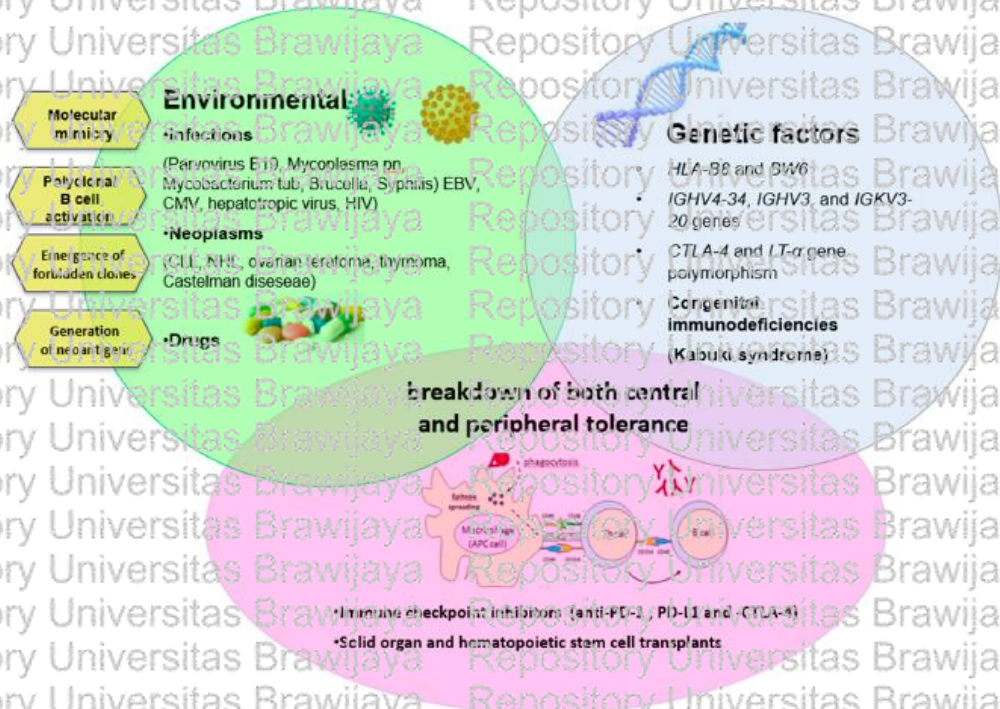 Molecular
mimicry
Polyclonal
B cell
activation
Emergence of
forbidden clones
Generation
of neoantigens
Environmental
•Infections
(Parvovirus B19, Mycoplasma pn,
Mycobacterium tub, Brucella, Syphilis) EBV,
CMV, hepatotropic virus, HIV)
•Neoplasms
(CLL, NHL, ovarian teratome, thymoma,
Castelman diseseae)
•Drugs
Genetic factors
• HLA-B8 and BW6
• IGHV4-34, IGHV3, and IGKV3-
20 genes
• CTLA-4 and LT-α gene
polymorphism
• Congenital
immunodeficiencies
(Kabuki syndrome)
breakdown of both central
and peripheral tolerance
phagocytosis
Epitope
spreading
Macrophage
(APC cell)
B cell
•Immune checkpoint inhibitors (anti-PD-1, PD-L1 and -CTLA-4)
•Solid organ and hematopoietic stem cell transplants
Repository Universitas Brawijaya